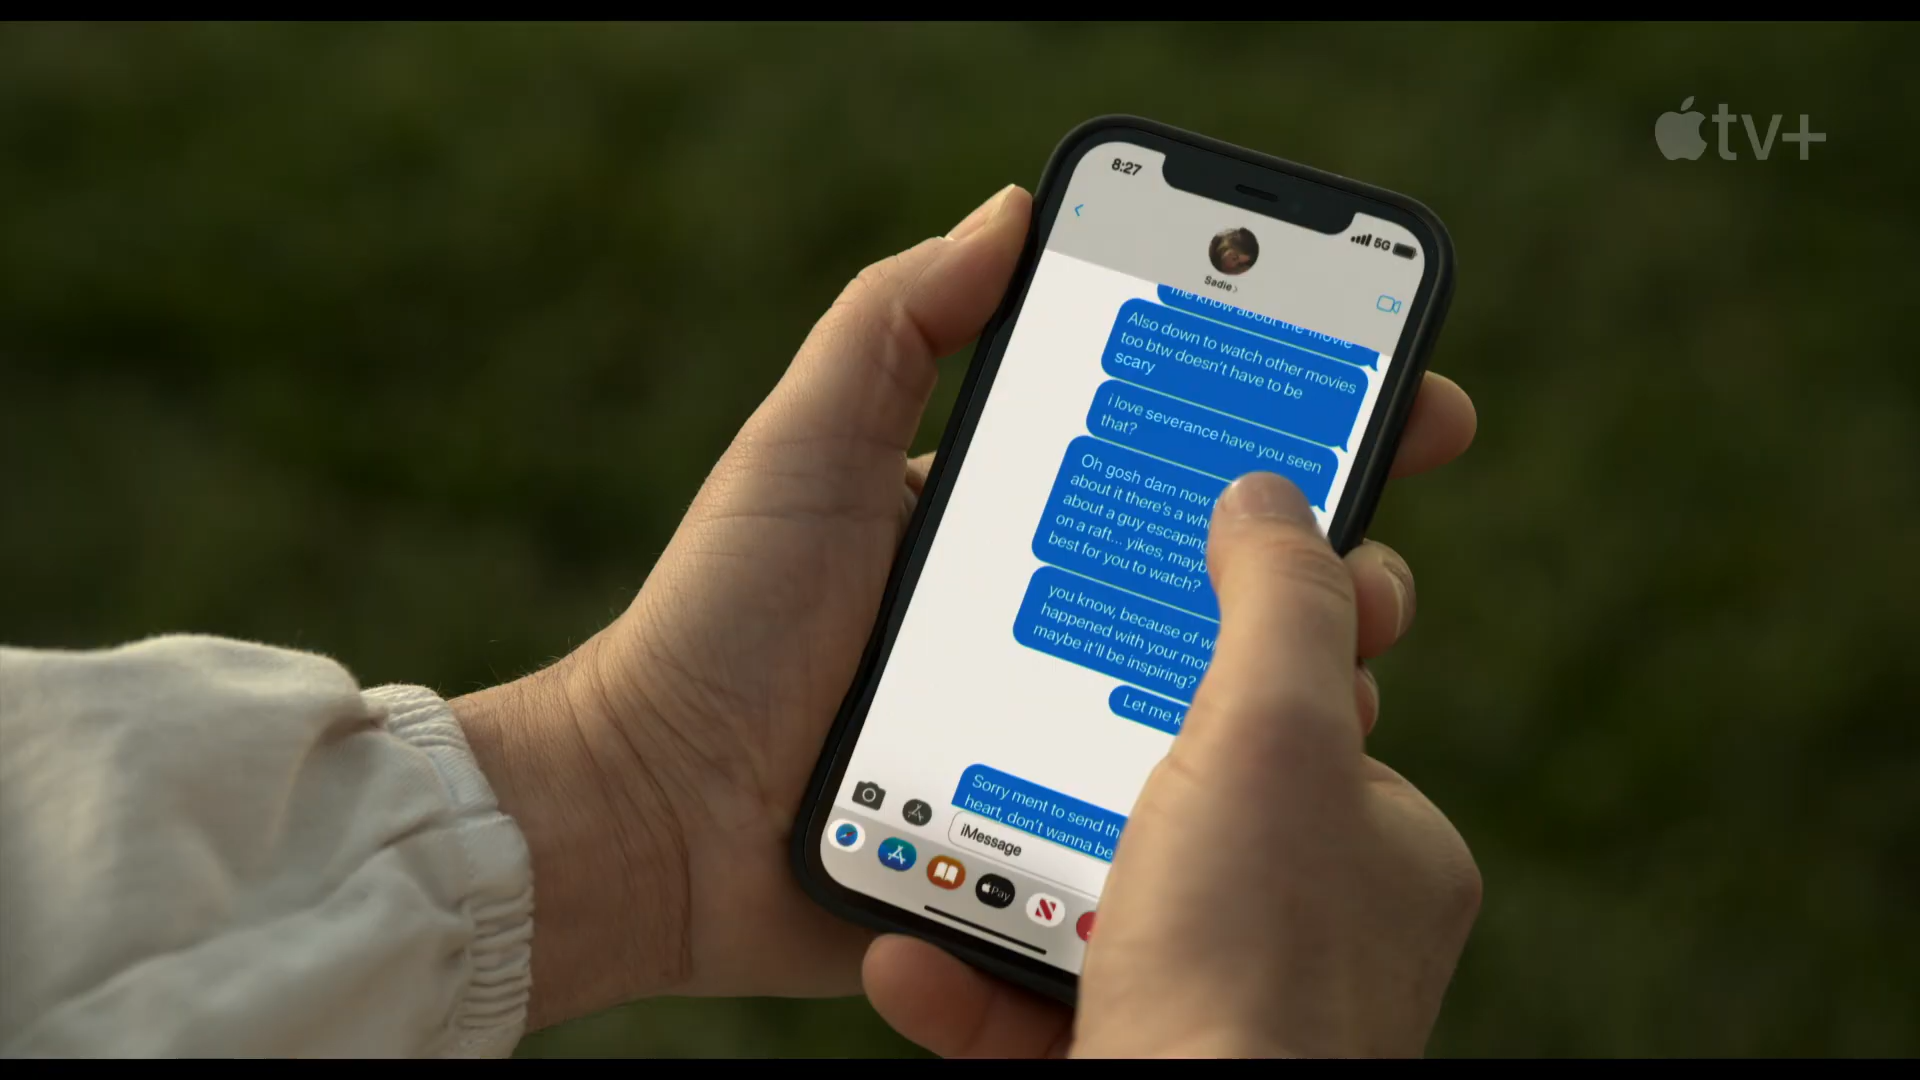 tv+
8:27
5G
Sadie
me know about the movie
Also down to watch other movies
too btw doesn't have to be
scary
i love severance have you seen
that?
Oh gosh darn now
about it there's a
about a guy escaping
on a raft... yikes,
best for you to watch?
you know, because of
happened with your
maybe it'll be inspiring?
Let me
Sorry ment to send
heart, don't wanna be
iMessage
Pay